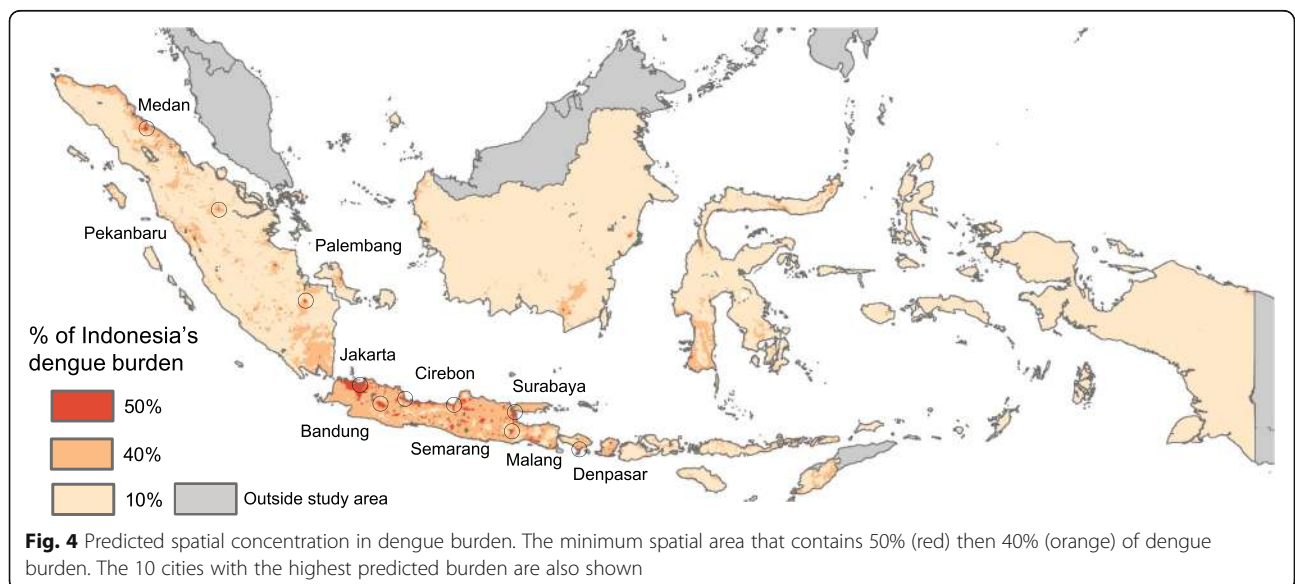 Medan
Pekanbaru
Palembang
% of Indonesia's
dengue burden
Jakarta
Cirebon
Surabaya
50%
Bandung
40%
Semarang
Malang
Denpasar
10%
Outside study area
Fig. 4 Predicted spatial concentration in dengue burden. The minimum spatial area that contains 50% (red) then 40% (orange) of dengue
burden. The 10 cities with the highest predicted burden are also shown